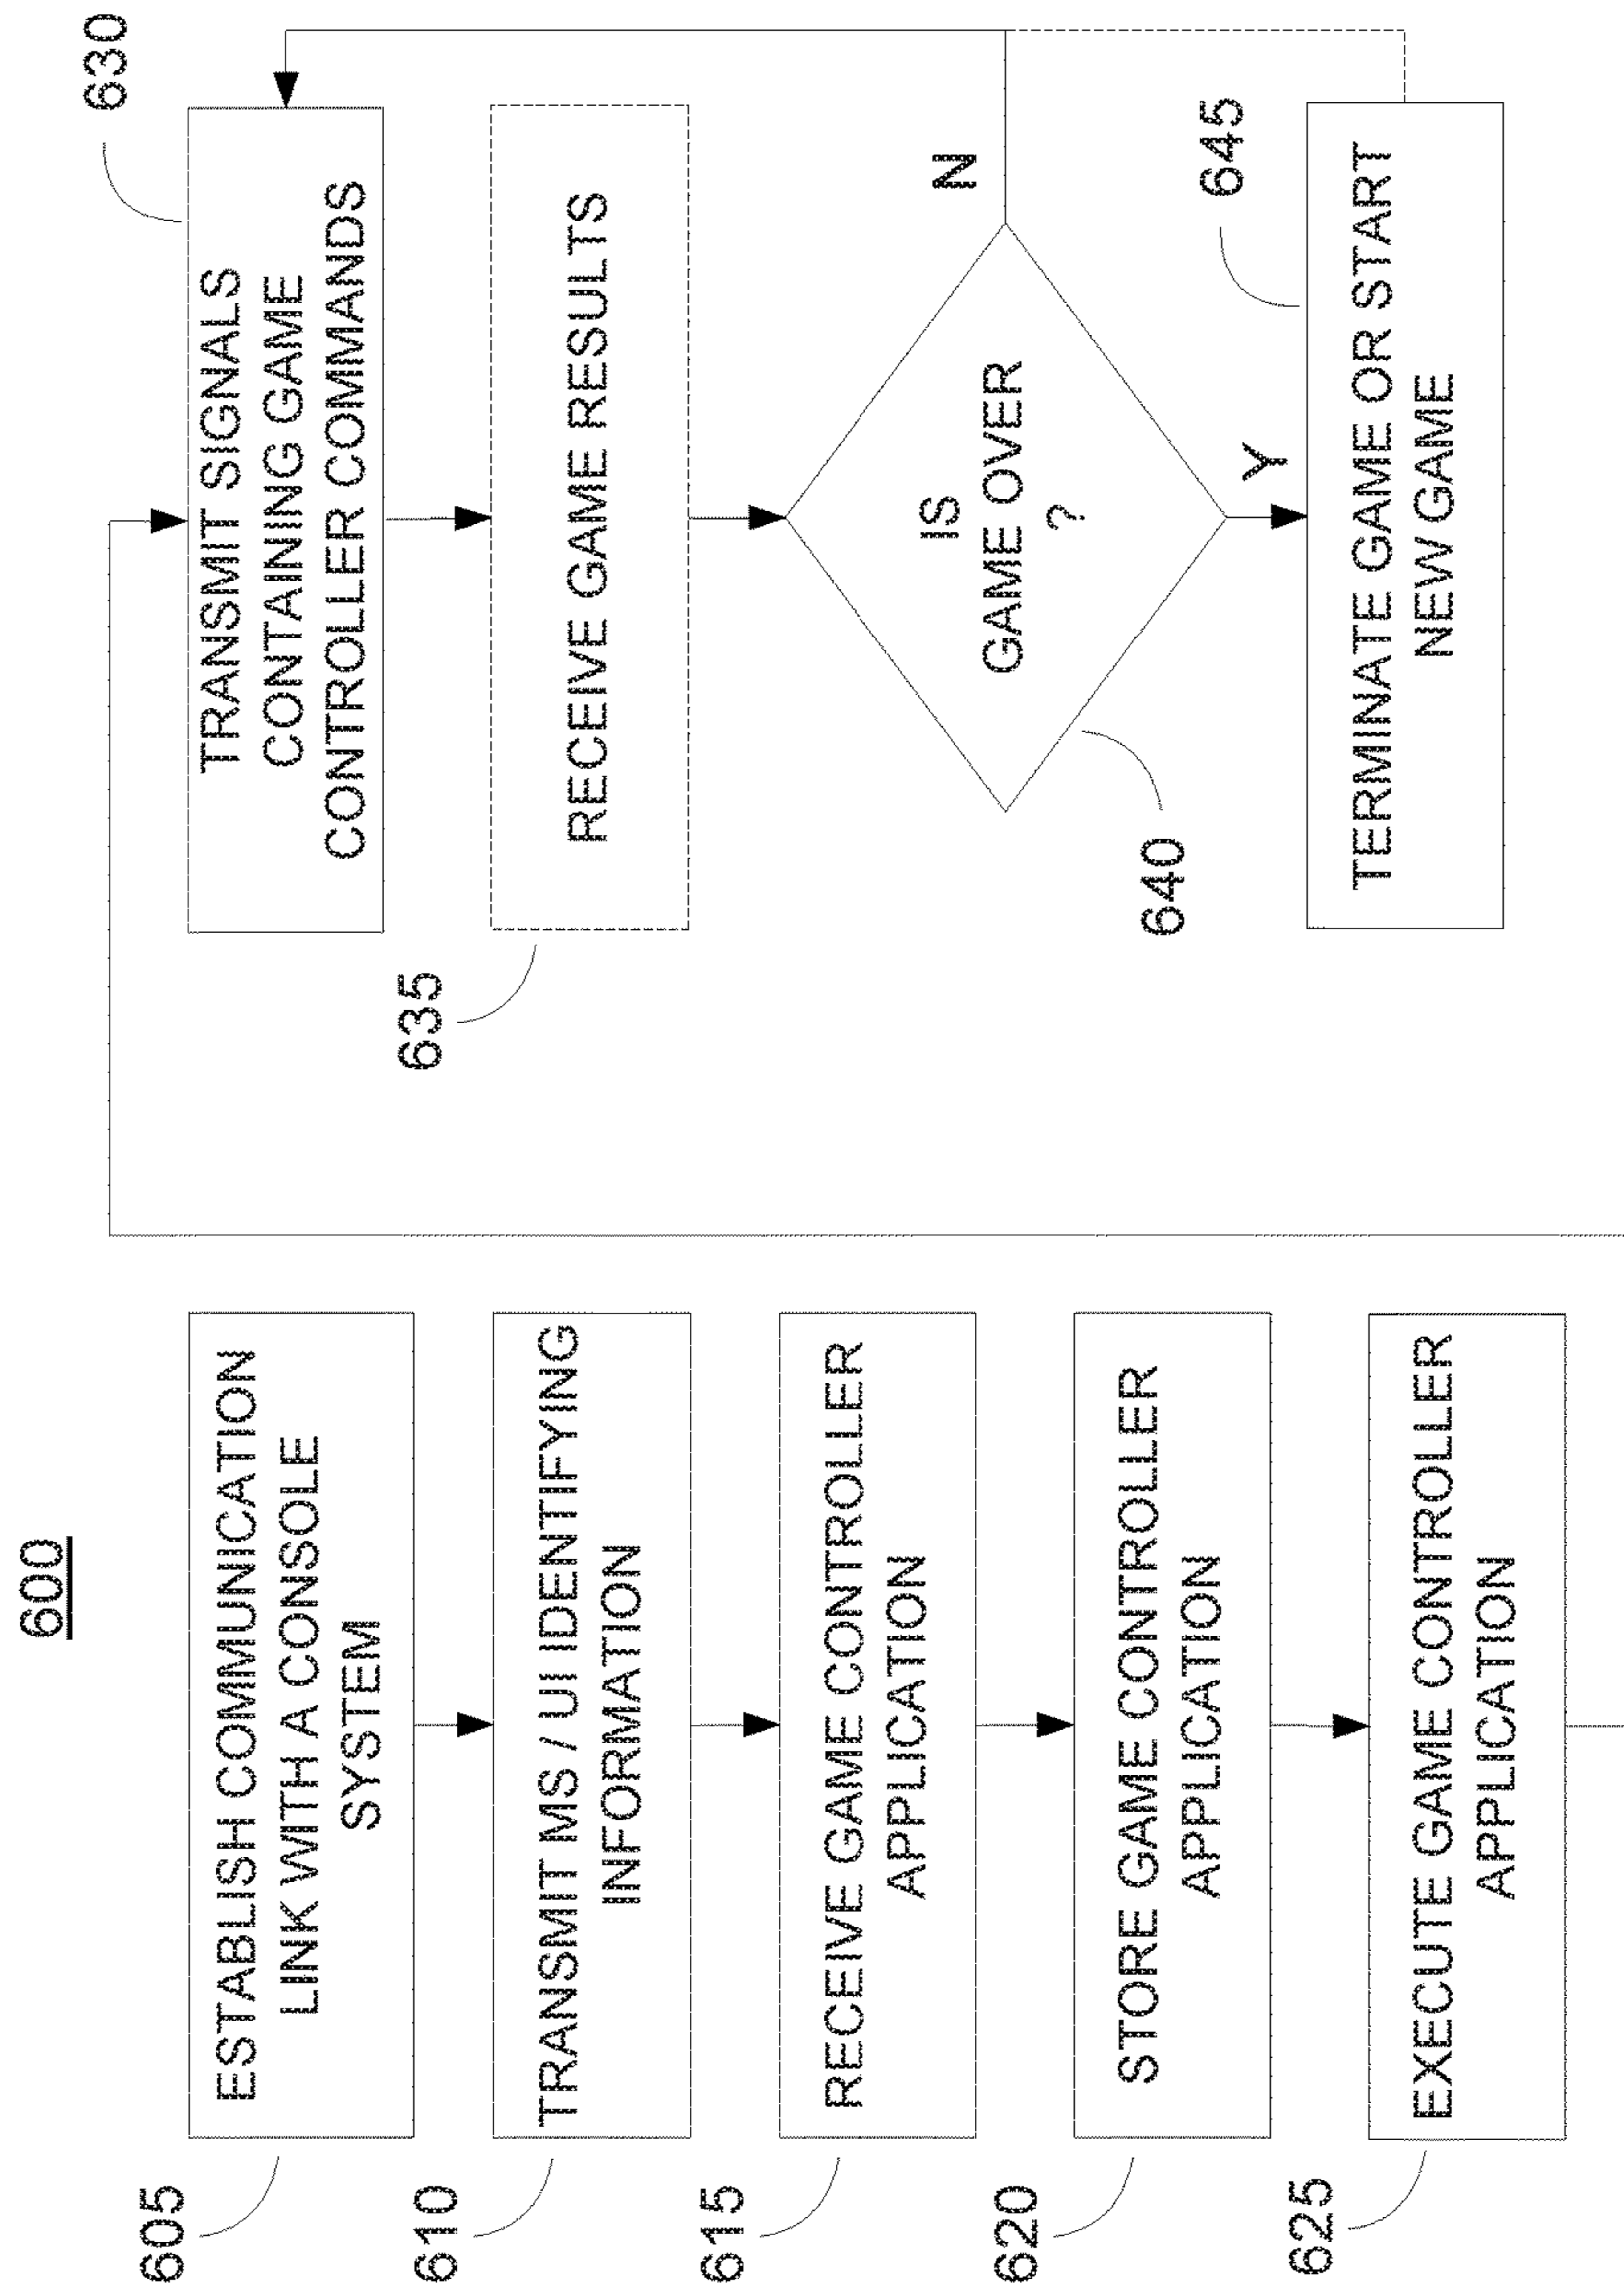 600
605
ESTABLISH COMMUNICATION
LINK WITH A CONSOLE
SYSTEM
610
TRANSMIT MS / UI IDENTIFYING
INFORMATION
615
RECEIVE GAME CONTROLLER
APPLICATION
620
STORE GAME CONTROLLER
APPLICATION
625
EXECUTE GAME CONTROLLER
APPLICATION
630
TRANSMIT SIGNALS
CONTAINING GAME
CONTROLLER COMMANDS
635
RECEIVE GAME RESULTS
640
IS
GAME OVER
?
N
Y
645
TERMINATE GAME OR START
NEW GAME